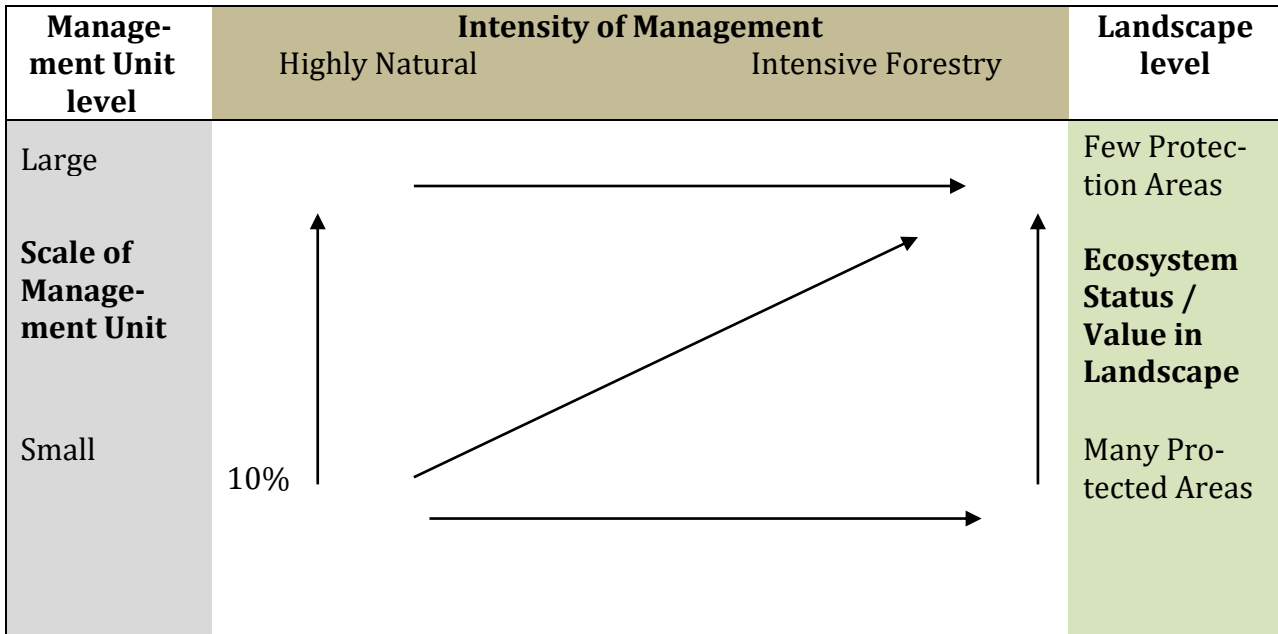 Manage-
ment Unit
level
Intensity of Management
Highly Natural Intensive Forestry
Landscape
level
Large
Scale of
Manage-
ment Unit
Small
10%
Few Protec-
tion Areas
Ecosystem
Status /
Value in
Landscape
Many Pro-
tected Areas